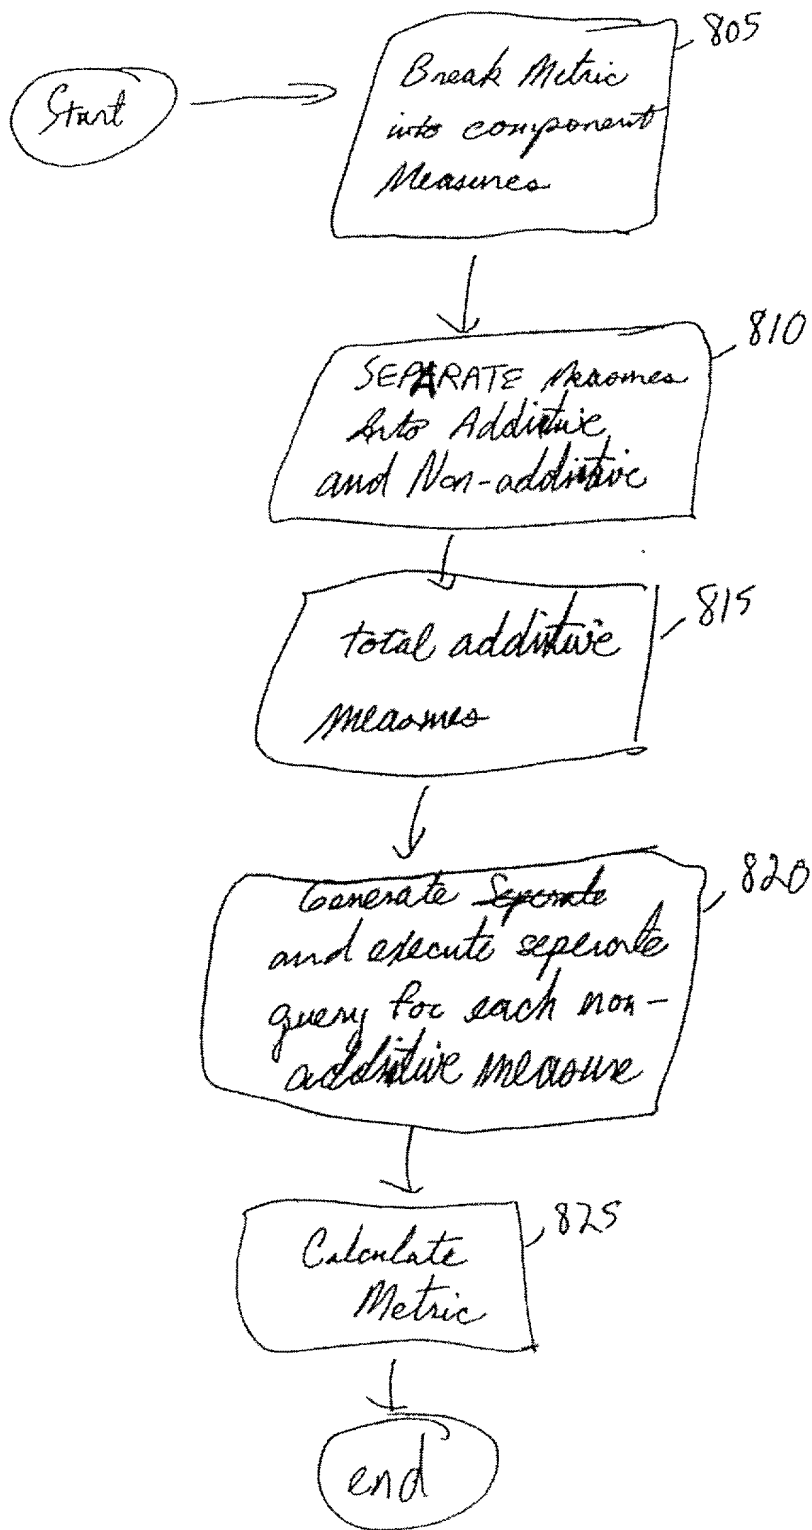 Start
805
Break Metric
into component
Measures
810
SEPARATE Measures
Into Additive
and Non-additive
815
total additive
measures
820
Generate Seperate
and execute seperate
query for each non-
additive measure
825
Calculate
Metric
end